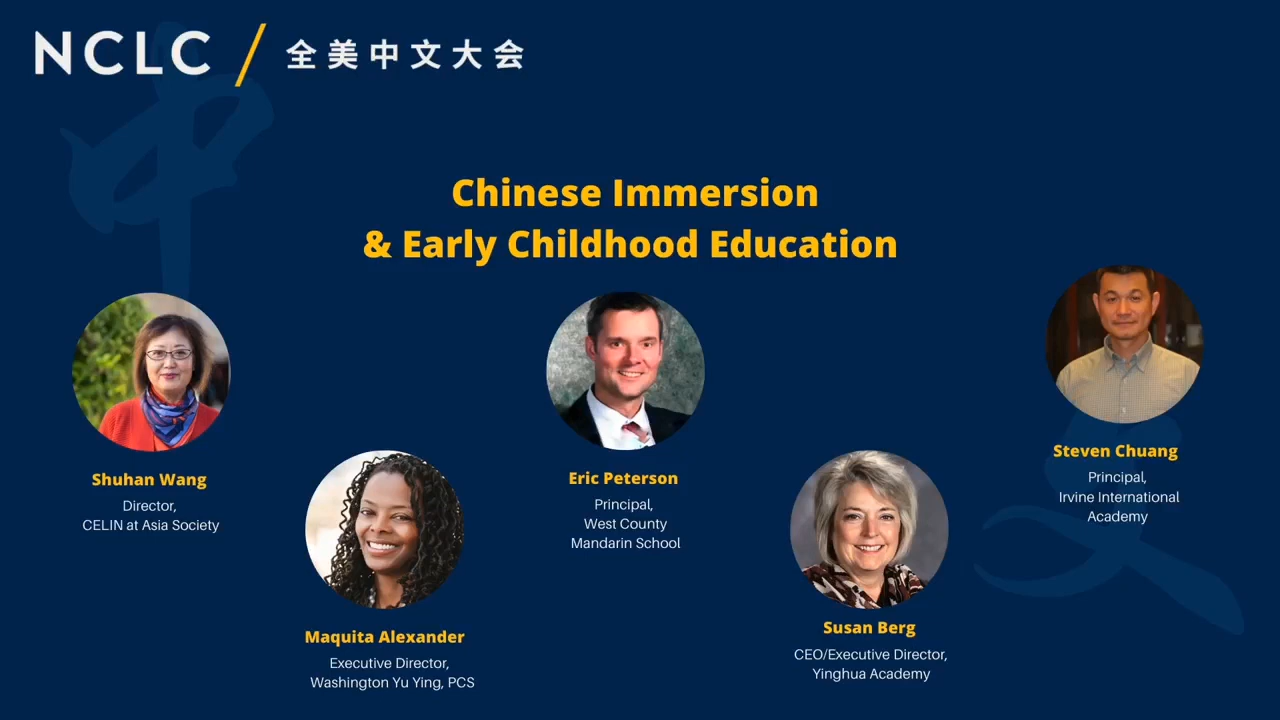 NCLC / 全美中文大会
Chinese Immersion
& Early Childhood Education
Shuhan Wang
Director,
CELIN at Asia Society
Maquita Alexander
Executive Director,
Washington Yu Ying, PCS
Eric Peterson
Principal,
West County
Mandarin School
Susan Berg
CEO/Executive Director,
Yinghua Academy
Steven Chuang
Principal,
Irvine International
Academy
中
文